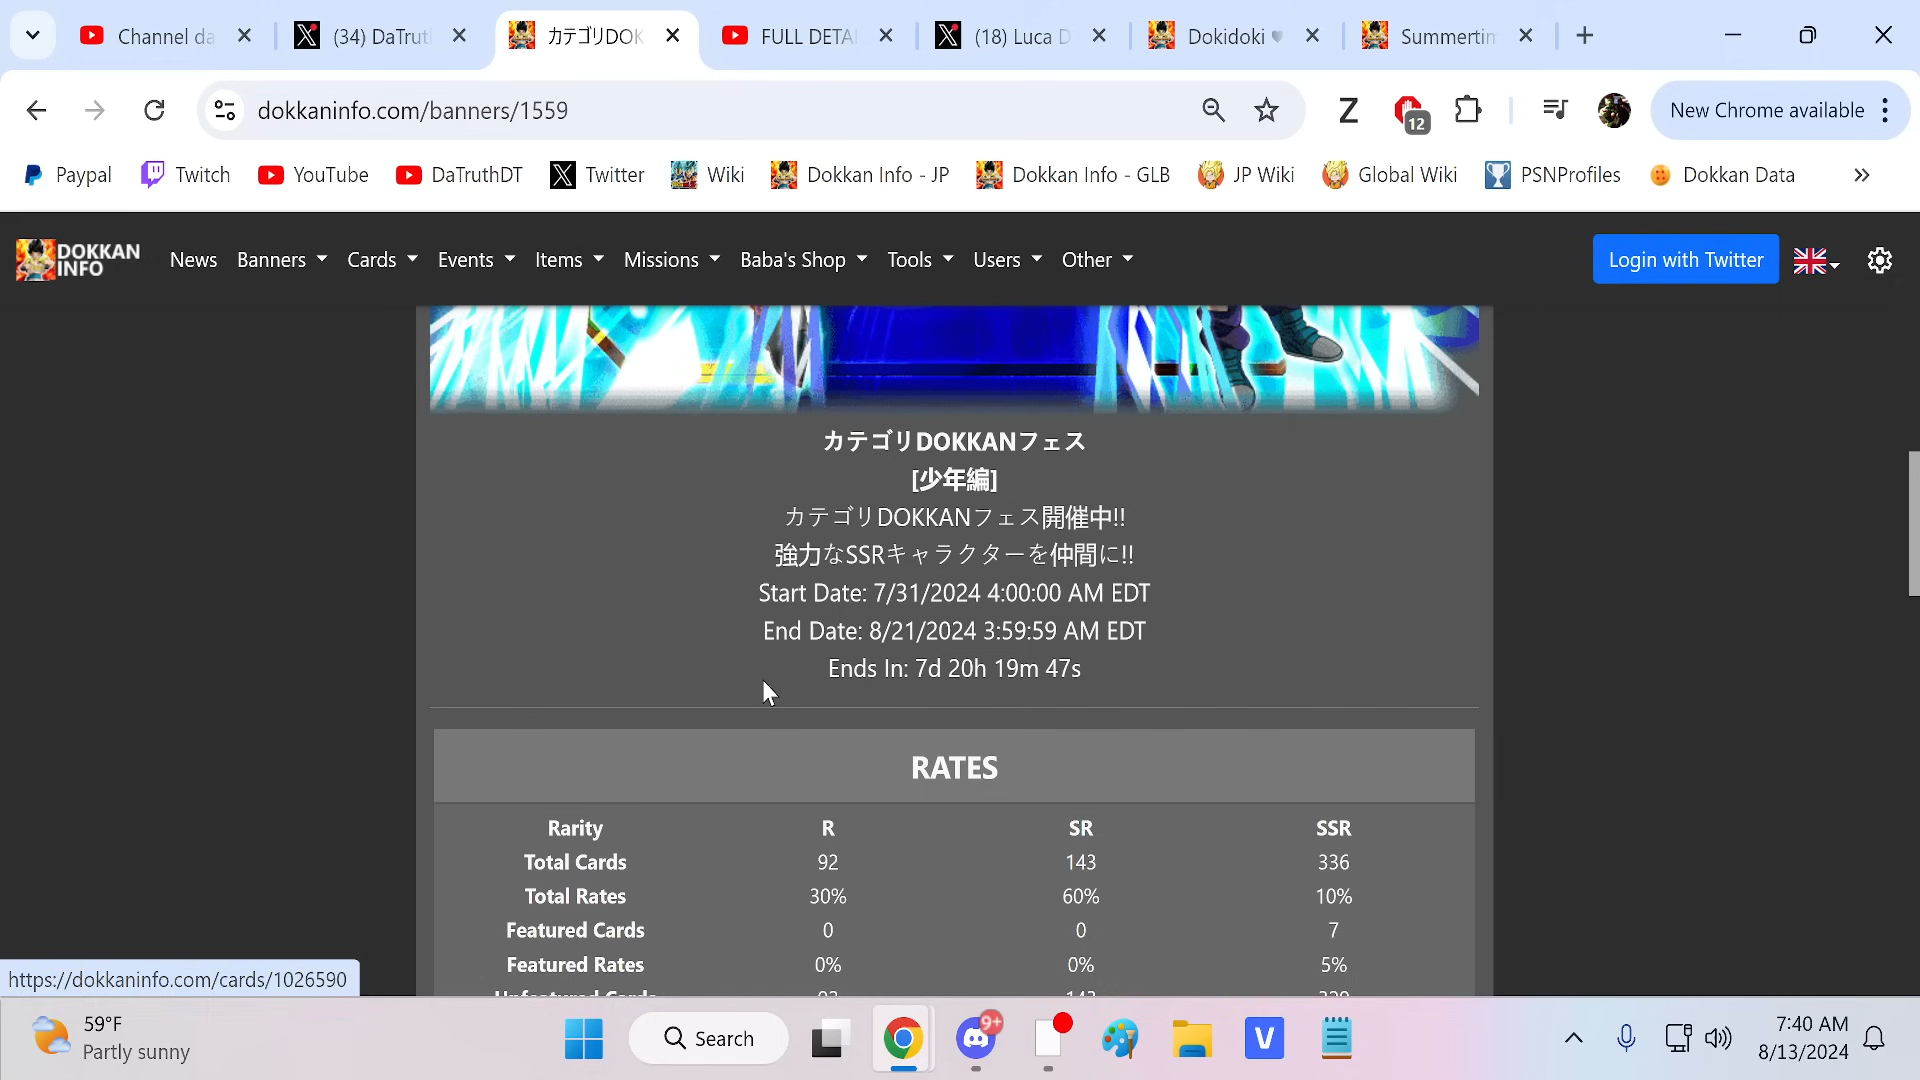 Channel da
(34) DaTrut
カテゴリDOK
FULL DETA
(18) Luca D
Dokidoki ♥
Summertin
dokkaninfo.com/banners/1559
Z
12
New Chrome available
Paypal
Twitch
YouTube
DaTruthDT
Twitter
Wiki
Dokkan Info - JP
Dokkan Info - GLB
JP Wiki
Global Wiki
PSNProfiles
Dokkan Data
»
DOKKAN
INFO
News
Banners
Cards
Events
Items
Missions
Baba's Shop
Tools
Users
Other
Login with Twitter
カテゴリDOKKANフェス
[少年編]
カテゴリDOKKANフェス開催中!!
強力なSSRキャラクターを仲間に!!
Start Date: 7/31/2024 4:00:00 AM EDT
End Date: 8/21/2024 3:59:59 AM EDT
Ends In: 7d 20h 19m 47s
RATES
Rarity R SR SSR
Total Cards 92 143 336
Total Rates 30% 60% 10%
Featured Cards 0 0 7
Featured Rates 0% 0% 5%
https://dokkaninfo.com/cards/1026590
59°F
Partly sunny
Search
9+
V
7:40 AM
8/13/2024